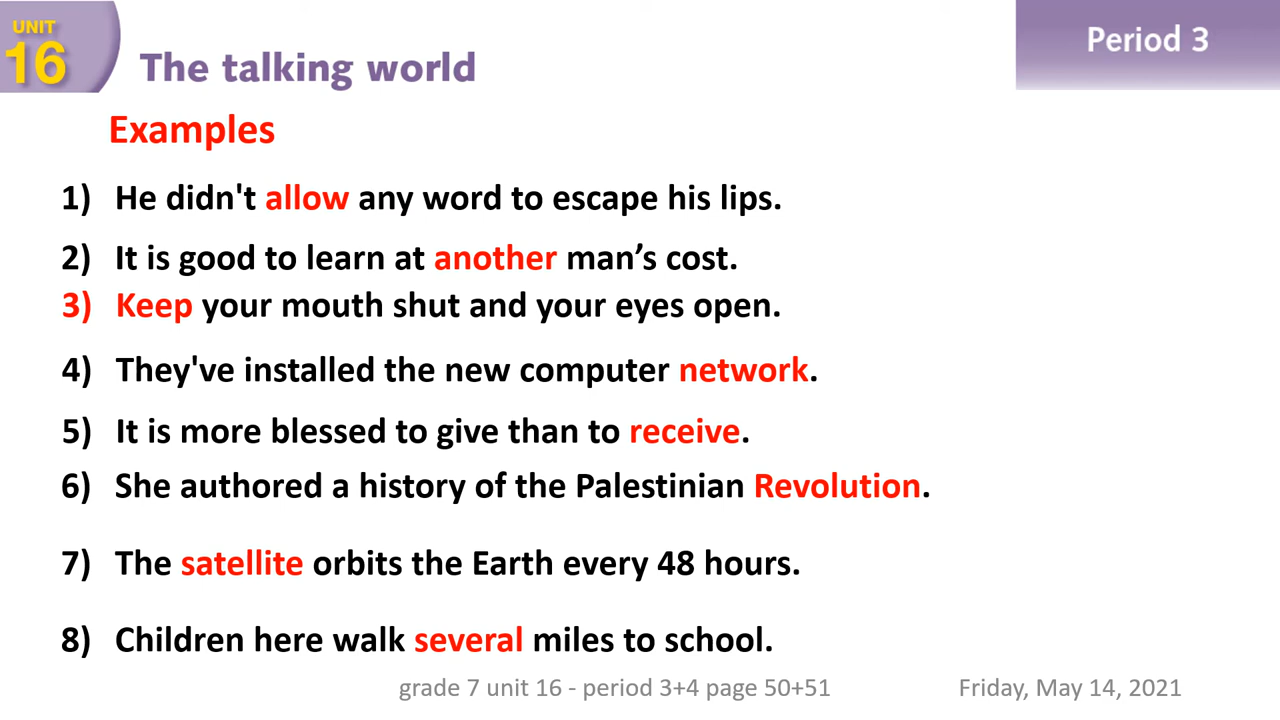 UNIT
16
The talking world
Period 3
Examples
1) He didn't allow any word to escape his lips.
2) It is good to learn at another man’s cost.
3) Keep your mouth shut and your eyes open.
4) They've installed the new computer network.
5) It is more blessed to give than to receive.
6) She authored a history of the Palestinian Revolution.
7) The satellite orbits the Earth every 48 hours.
8) Children here walk several miles to school.
grade 7 unit 16 - period 3+4 page 50+51
Friday, May 14, 2021